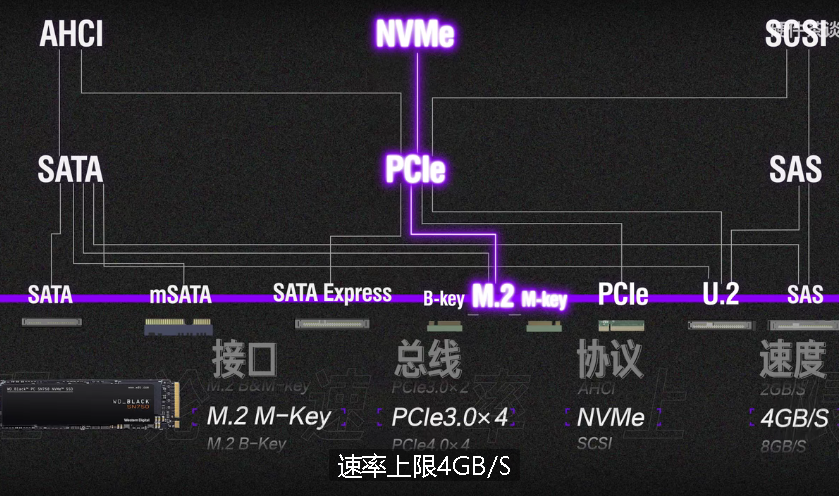 AHCI NVMe SCSI
SATA PCIe SAS
SATA mSATA SATA Express B-key M.2 M-key PCIe U.2 SAS
接口 总线 协议 速度
M.2 B&M-key PCIe3.0×2 AHCI 2GB/S
WD_BLACK
SN750
Western Digital
M.2 M-Key PCIe3.0×4 NVMe 4GB/S
M.2 B-Key PCIe4.0×4 SCSI 8GB/S
速率上限4GB/S